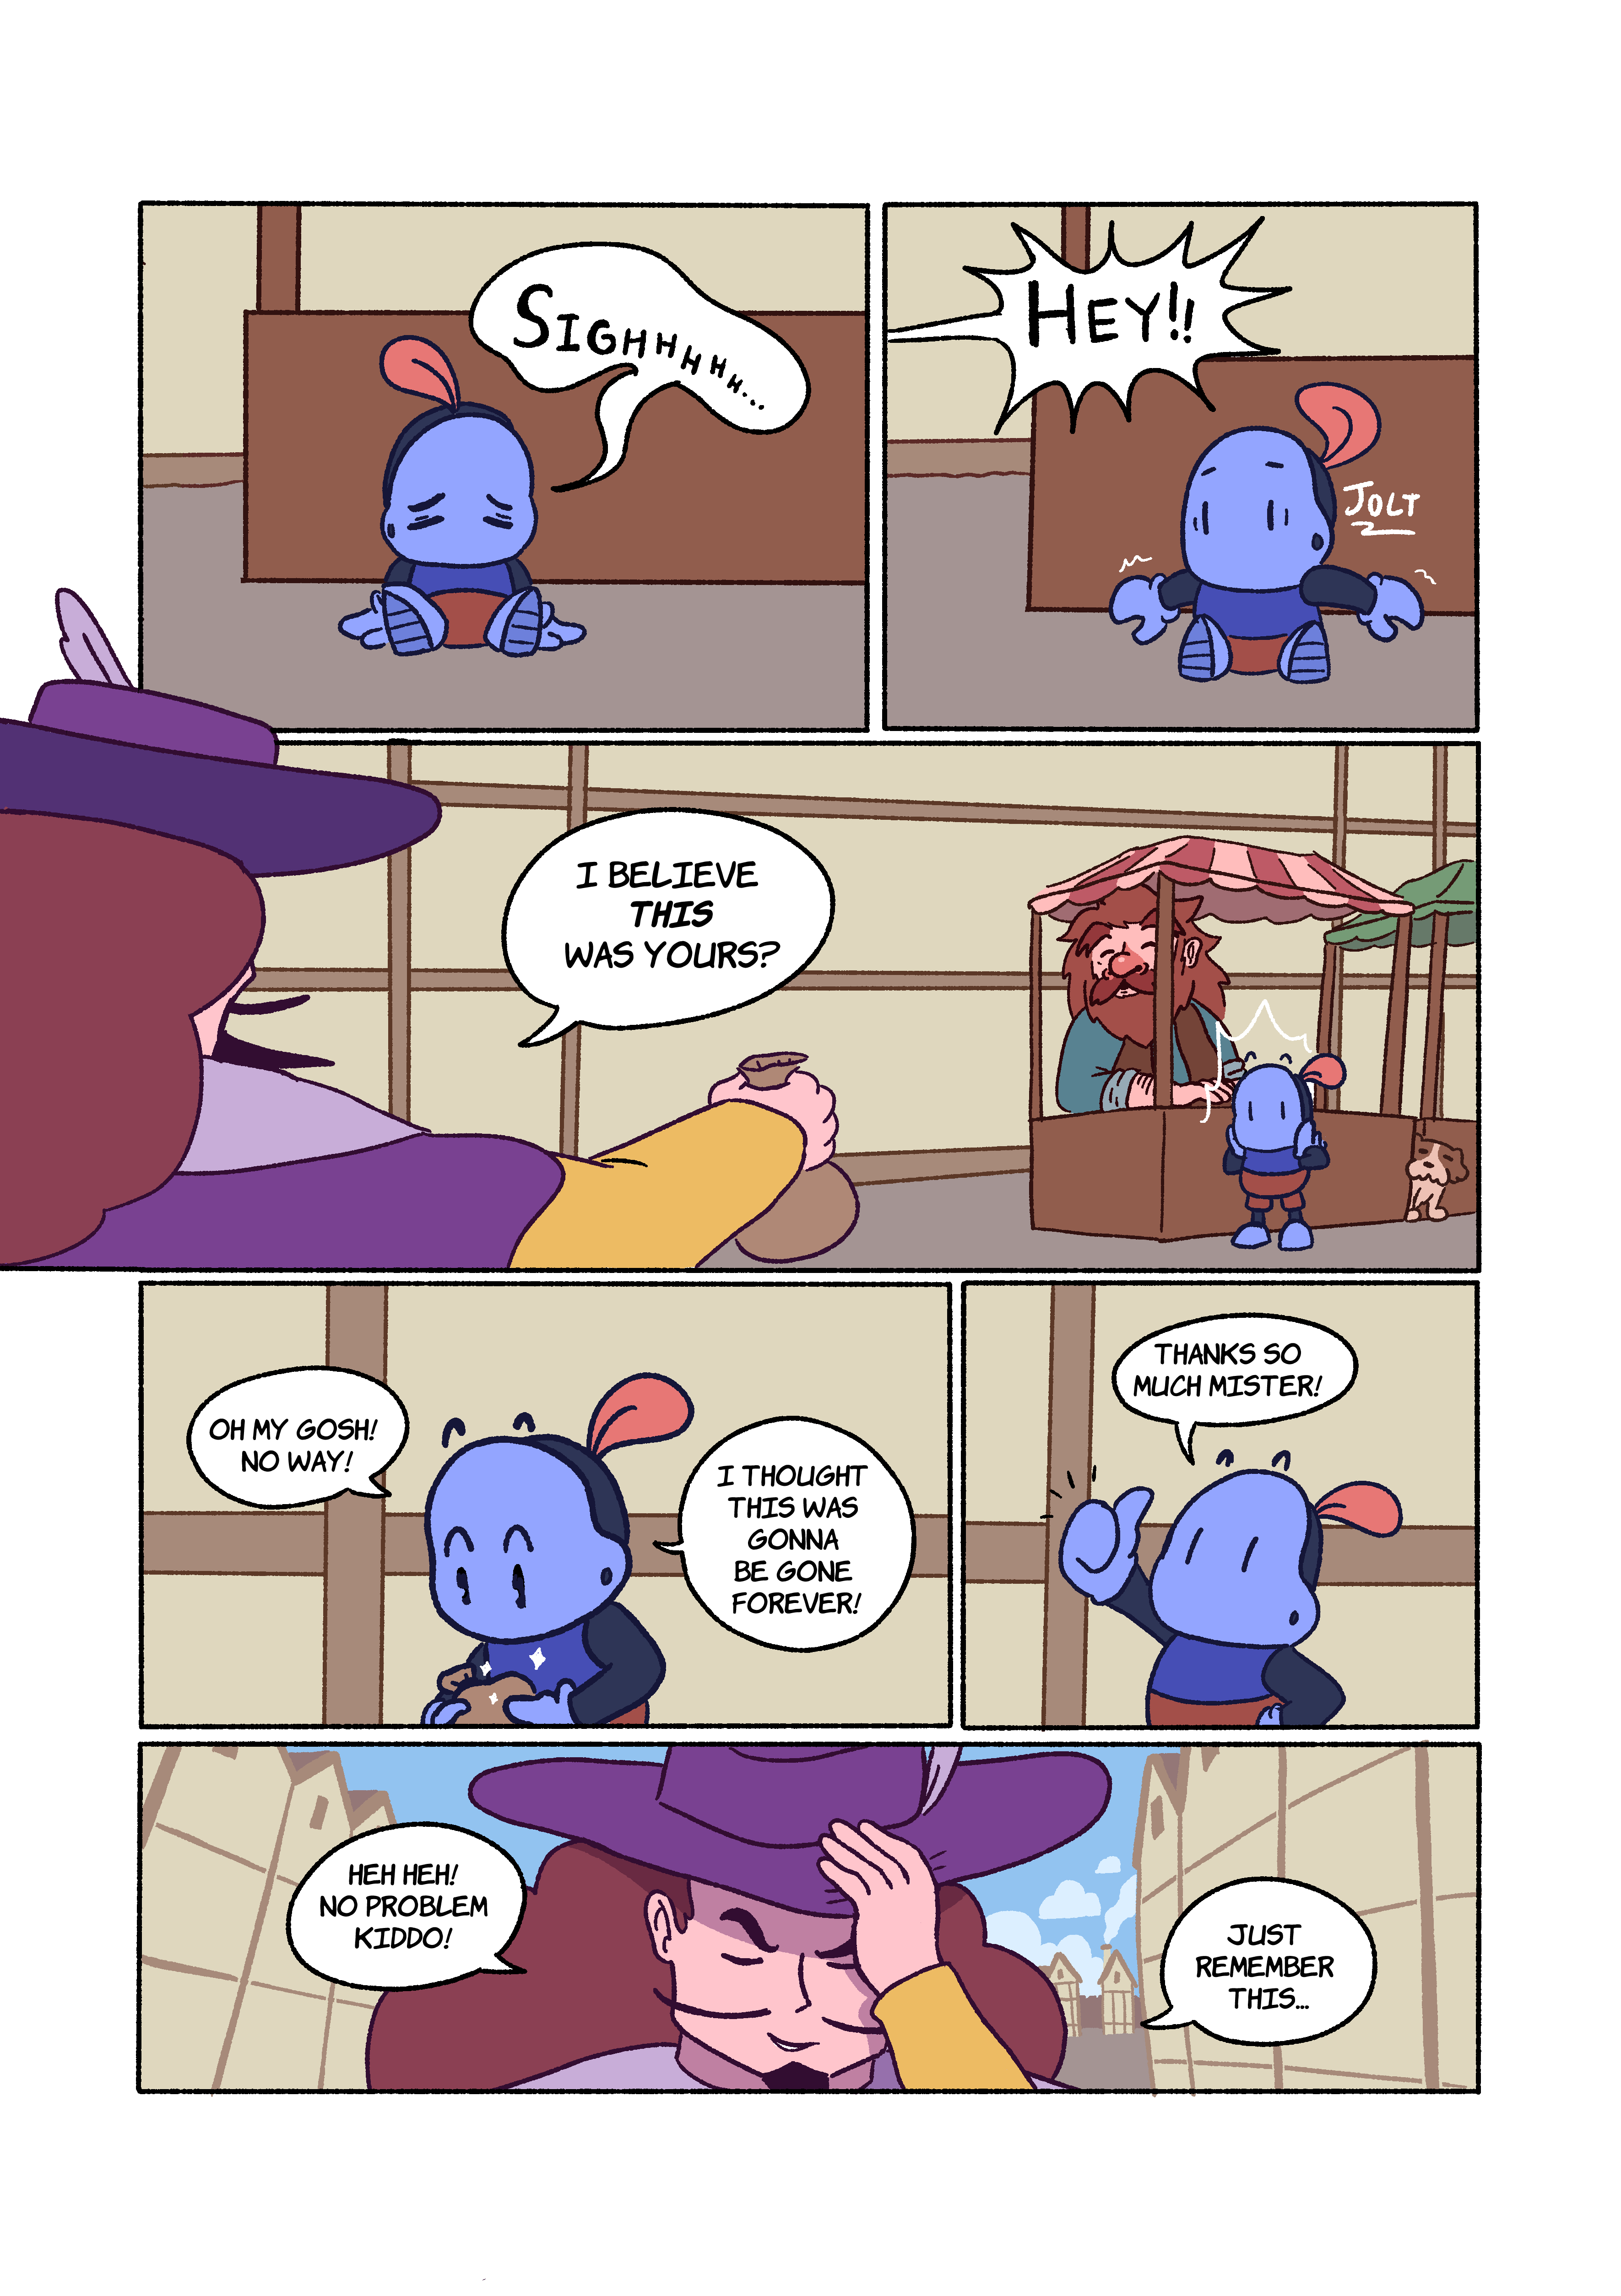 SIGHHHHH...
HEY!!
JOLT
I BELIEVE
THIS
WAS YOURS?
OH MY GOSH!
NO WAY!
I THOUGHT
THIS WAS
GONNA
BE GONE
FOREVER!
THANKS SO
MUCH MISTER!
HEH HEH!
NO PROBLEM
KIDDO!
JUST
REMEMBER
THIS...